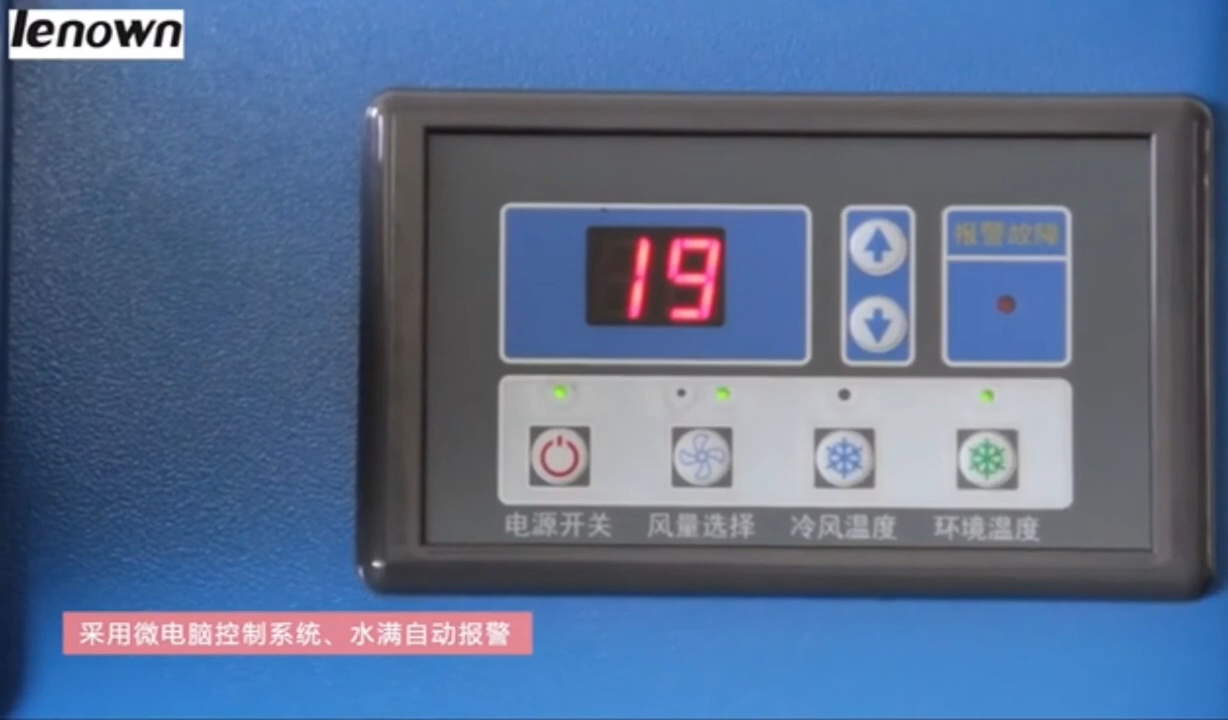 lenown
19
报警故障
电源开关 风量选择 冷风温度 环境温度
采用微电脑控制系统、水满自动报警